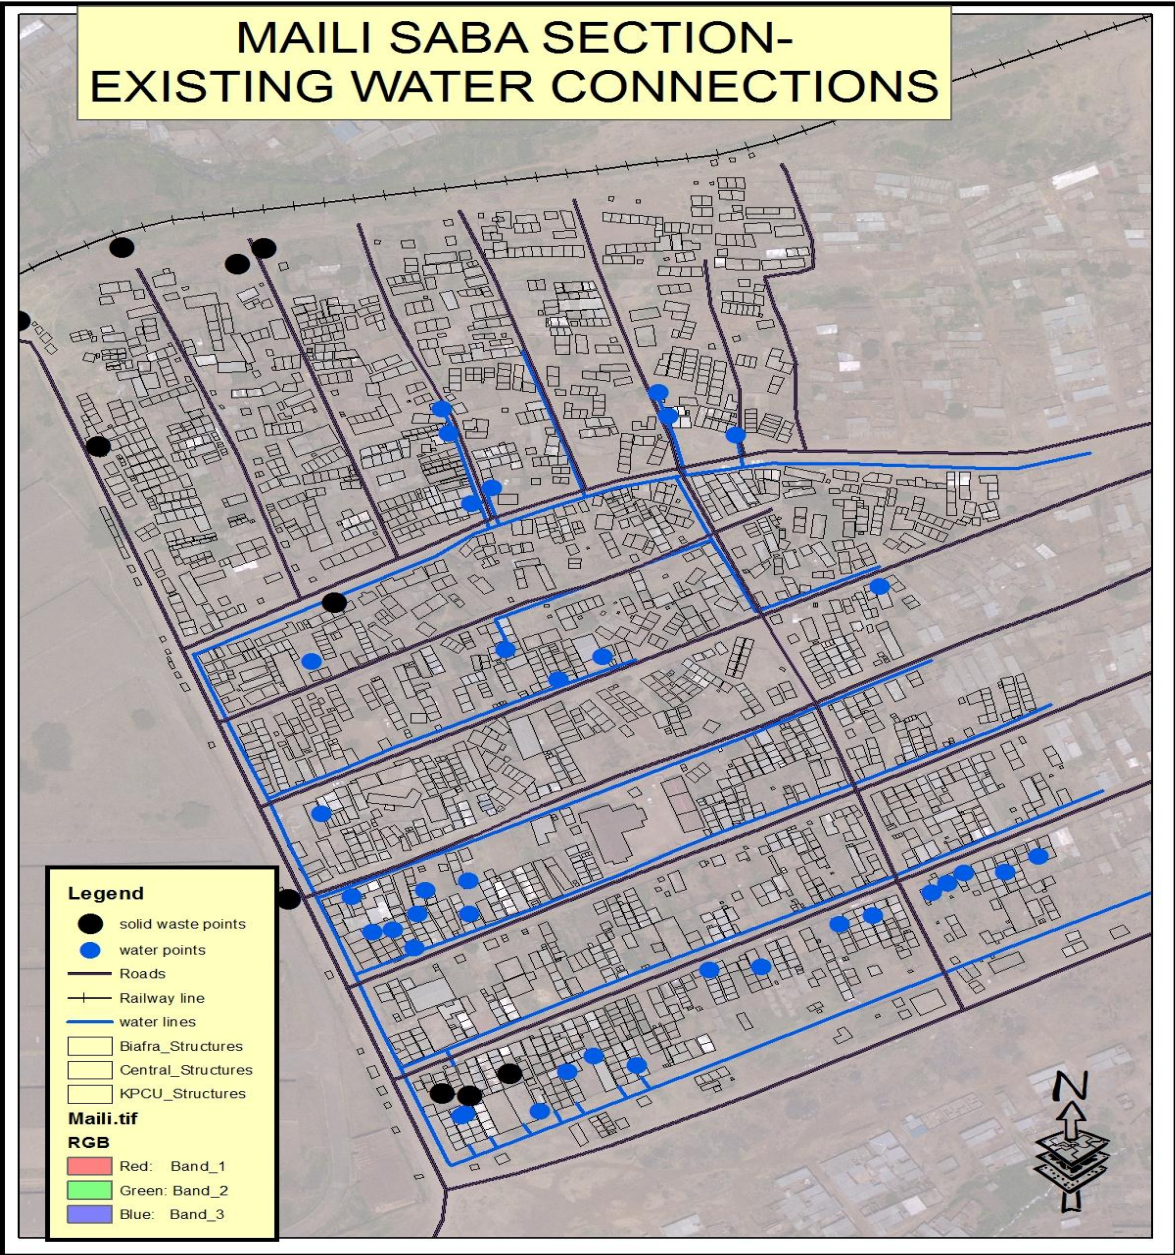 MAILI SABA SECTION-
EXISTING WATER CONNECTIONS
Legend
solid waste points
water points
Roads
Railway line
water lines
Biafra_Structures
Central_Structures
KPCU_Structures
Maili.tif
RGB
Red: Band_1
Green: Band_2
Blue: Band_3
N